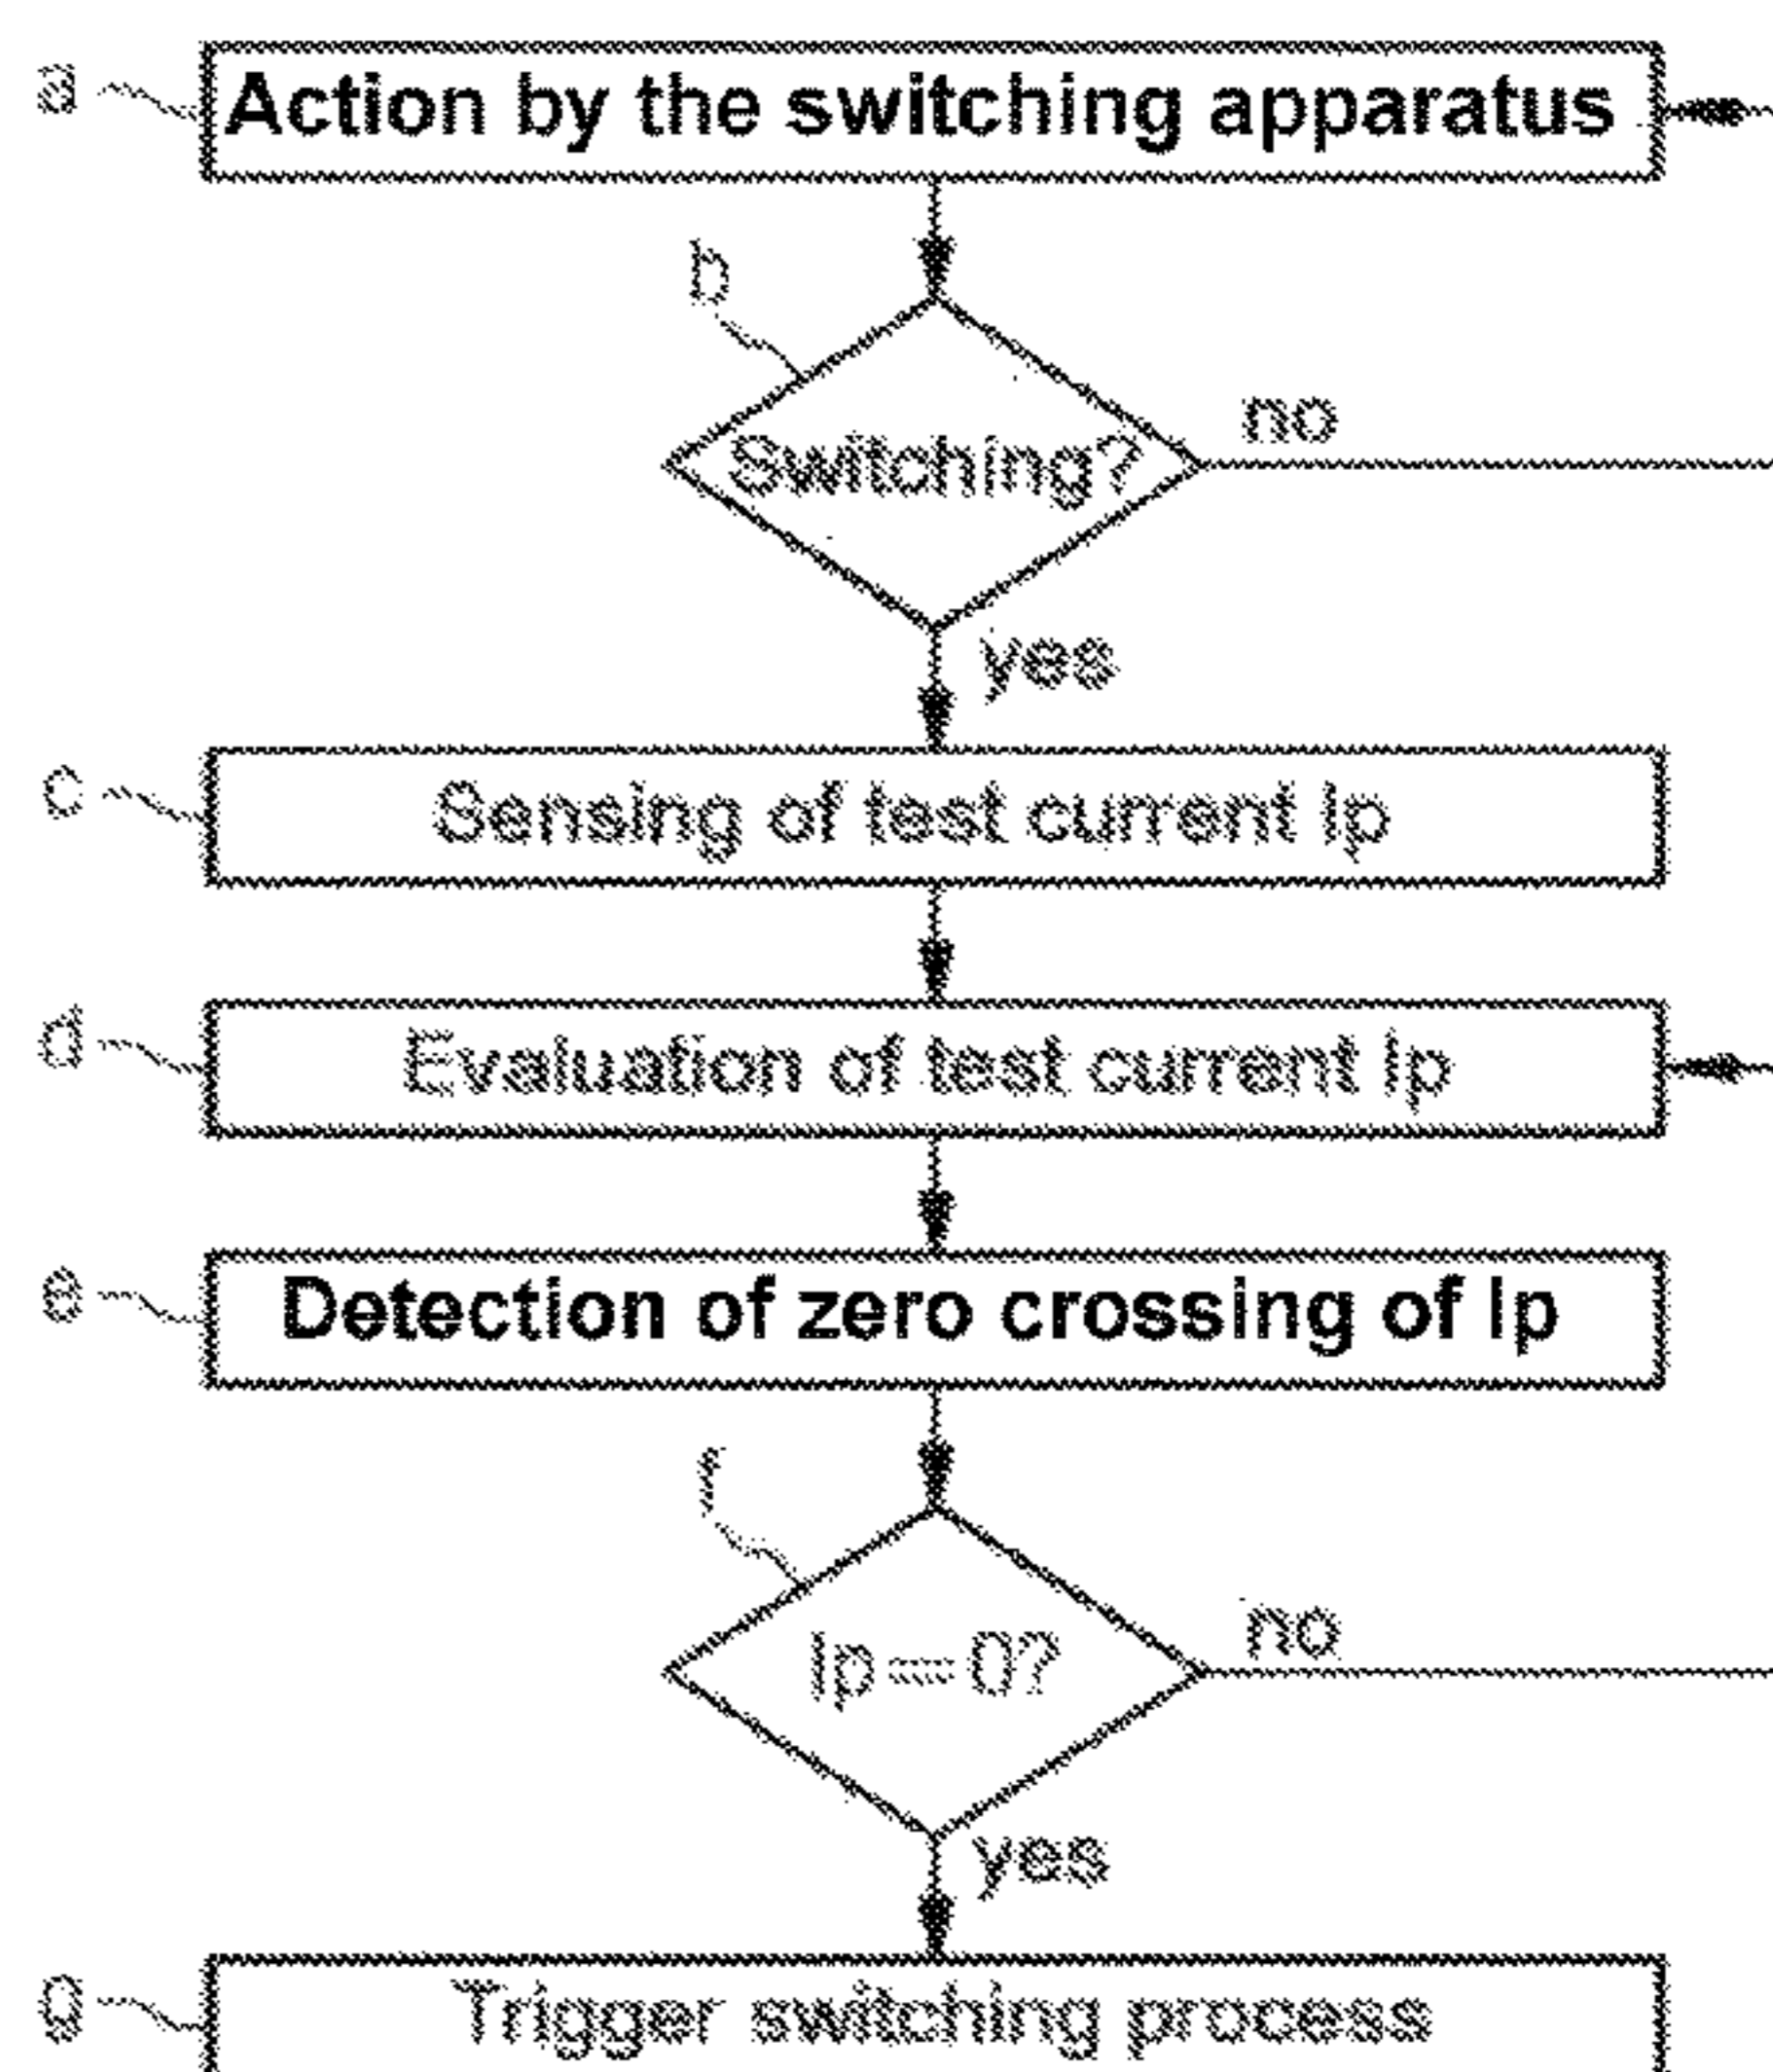 a
Action by the switching apparatus
b
Switching?
no
yes
c
Sensing of test current Ip
d
Evaluation of test current Ip
e
Detection of zero crossing of Ip
f
Ip=0?
no
yes
g
Trigger switching process